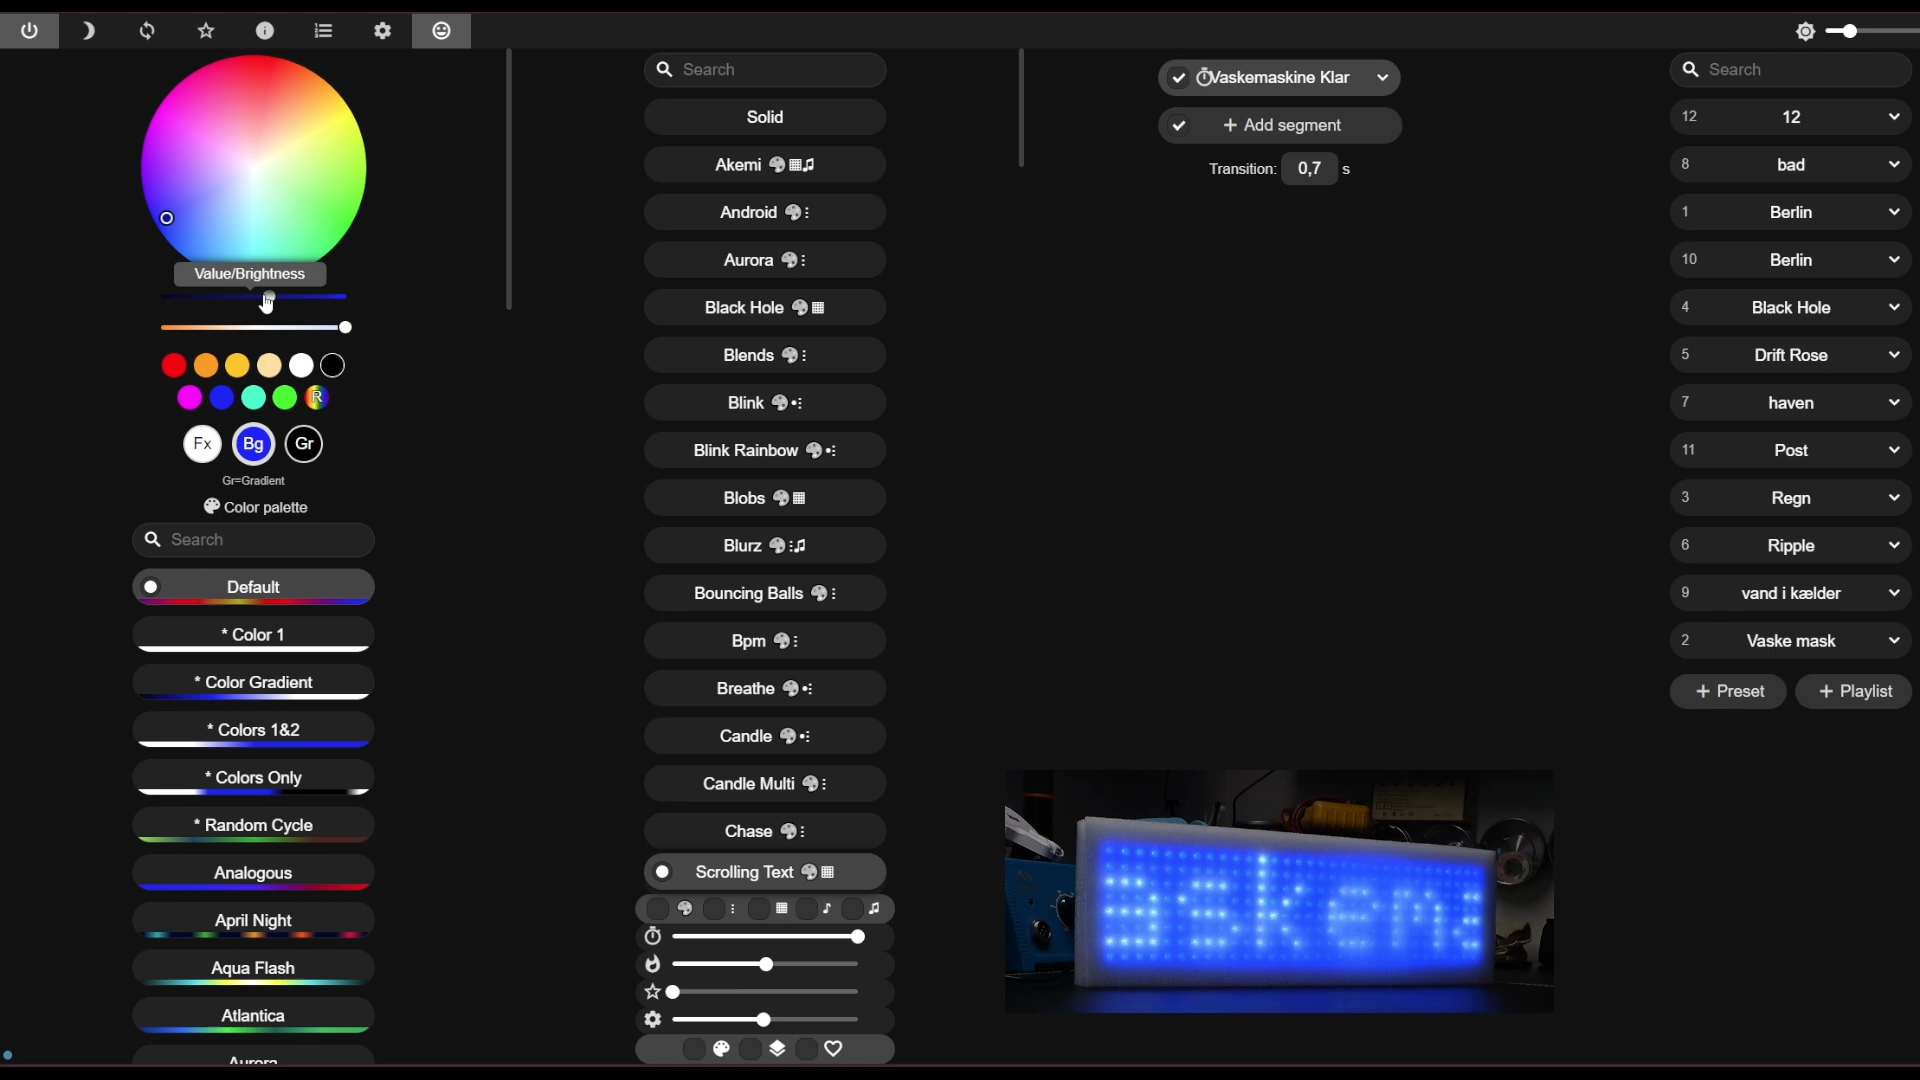 Value/Brightness
R
Fx
Bg
Gr
Gr=Gradient
Color palette
Search
Default
* Color 1
* Color Gradient
* Colors 1&2
* Colors Only
* Random Cycle
Analogous
April Night
Aqua Flash
Atlantica
Aurora
Search
Solid
Akemi
Android
Aurora
Black Hole
Blends
Blink
Blink Rainbow
Blobs
Blurz
Bouncing Balls
Bpm
Breathe
Candle
Candle Multi
Chase
Scrolling Text
Vaskemaskine Klar
+ Add segment
Transition: 0,7 s
askem
Search
12 12
8 bad
1 Berlin
10 Berlin
4 Black Hole
5 Drift Rose
7 haven
11 Post
3 Regn
6 Ripple
9 vand i kælder
2 Vaske mask
+ Preset + Playlist